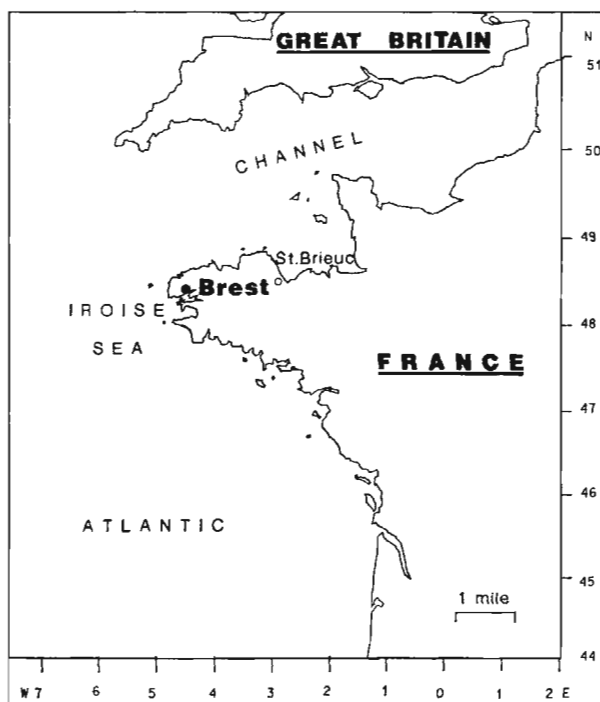 GREAT BRITAIN
N
51
CHANNEL
50
49
St.Brieuc
Brest
IROISE
SEA
48
FRANCE
47
46
ATLANTIC
45
1 mile
44
W 7 6 5 4 3 2 1 0 1 2 E